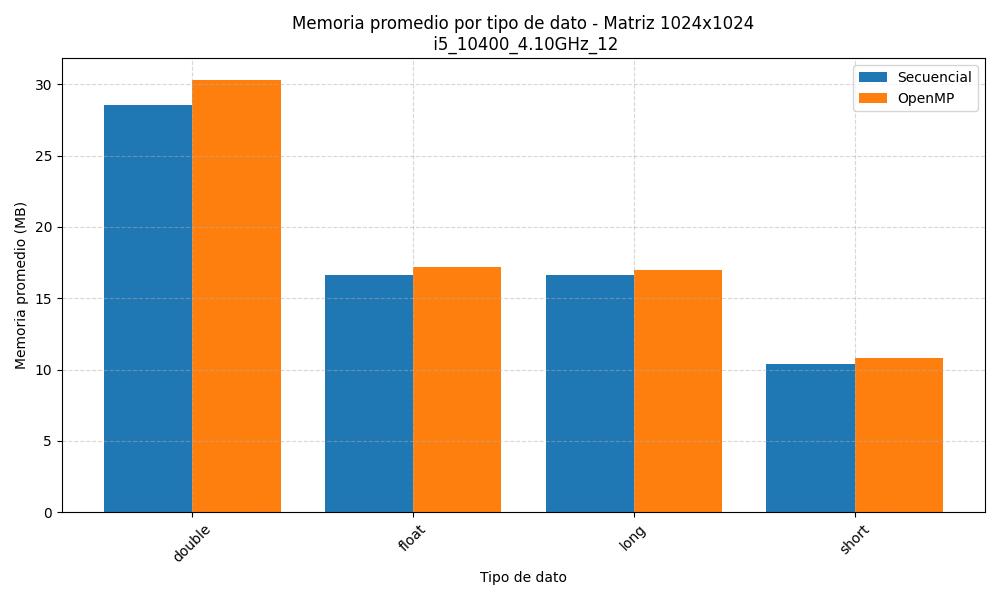 Memoria promedio por tipo de dato - Matriz 1024x1024
i5_10400_4.10GHz_12
Secuencial
OpenMP
Memoria promedio (MB)
30
25
20
15
10
5
0
double
float
long
short
Tipo de dato